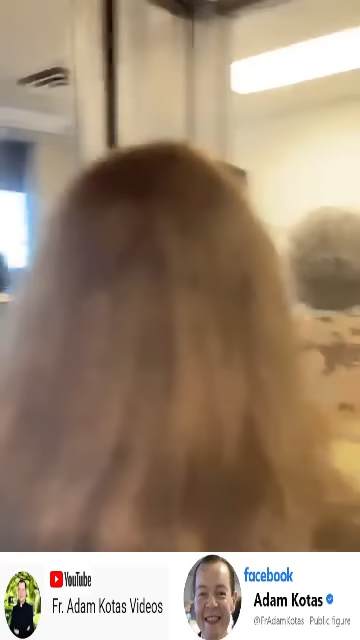 YouTube
Fr. Adam Kotas Videos
facebook
Adam Kotas
@FrAdamKotas · Public figure